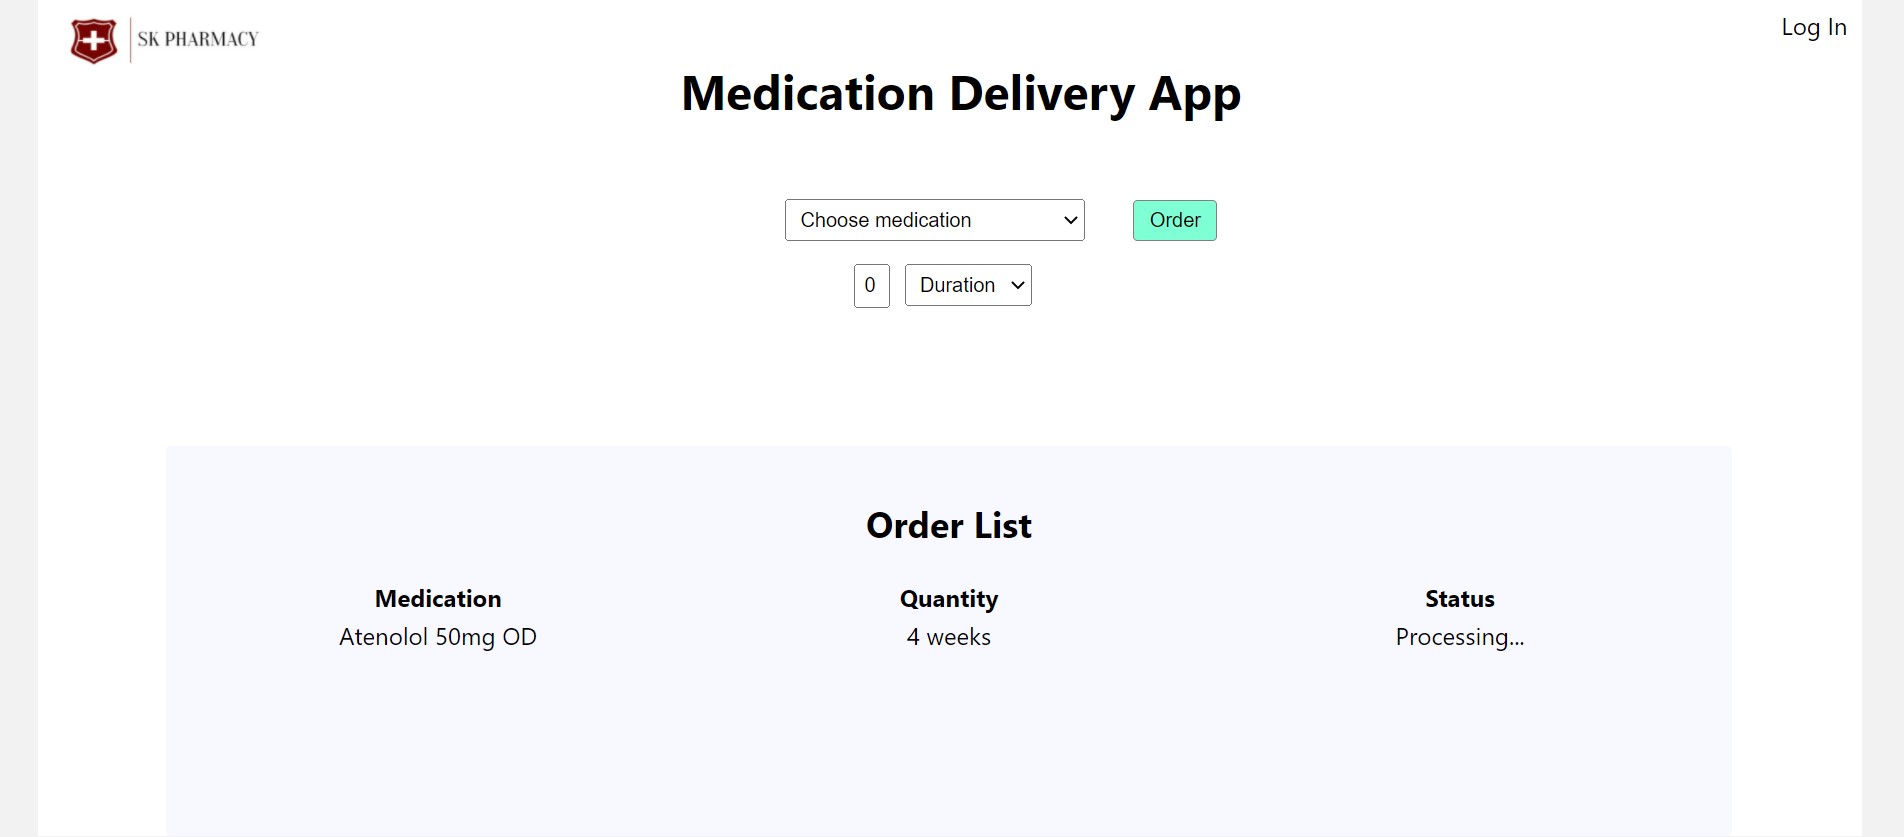 SK PHARMACY
Log In
Medication Delivery App
Choose medication
Order
0
Duration
Order List
Medication Quantity Status
Atenolol 50mg OD 4 weeks Processing...